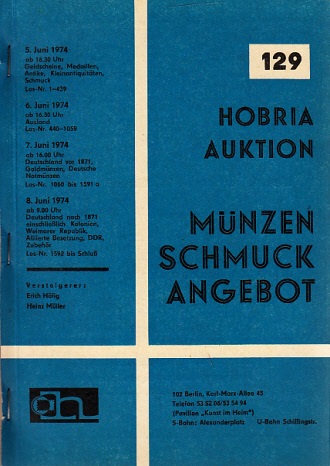 129
HOBRIA
AUKTION
MÜNZEN
SCHMUCK
ANGEBOT
5. Juni 1974
ab 16.30 Uhr
Geldscheine, Medaillen,
Antike, Kleinantiquitäten,
Schmuck
Los-Nr. 1–439
6. Juni 1974
ab 16.30 Uhr
Ausland
Los-Nr. 440–1059
7. Juni 1974
ab 16.00 Uhr
Deutschland vor 1871,
Goldmünzen, Deutsche
Notmünzen
Los-Nr. 1060 bis 1591 a
8. Juni 1974
ab 9.00 Uhr
Deutschland nach 1871
einschließlich Kolonien,
Weimarer Republik,
Alliierte Besetzung, DDR,
Zubehör
Los-Nr. 1592 bis Schluß
Versteigerer:
Erich Höfig
Heinz Müller
102 Berlin, Karl-Marx-Allee 45
Telefon 53 52 06/53 54 94
(Pavillon „Kunst im Heim")
S-Bahn: Alexanderplatz U-Bahn Schillingstr.